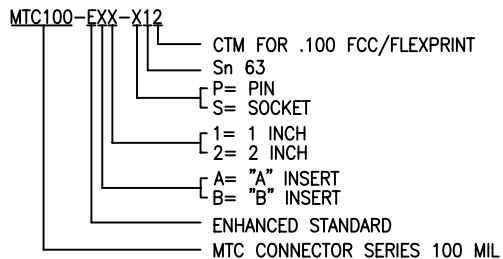 MTC100-EXX-X12
CTM FOR .100 FCC/FLEXPRINT
Sn 63
P= PIN
S= SOCKET
1= 1 INCH
2= 2 INCH
A= "A" INSERT
B= "B" INSERT
ENHANCED STANDARD
MTC CONNECTOR SERIES 100 MIL